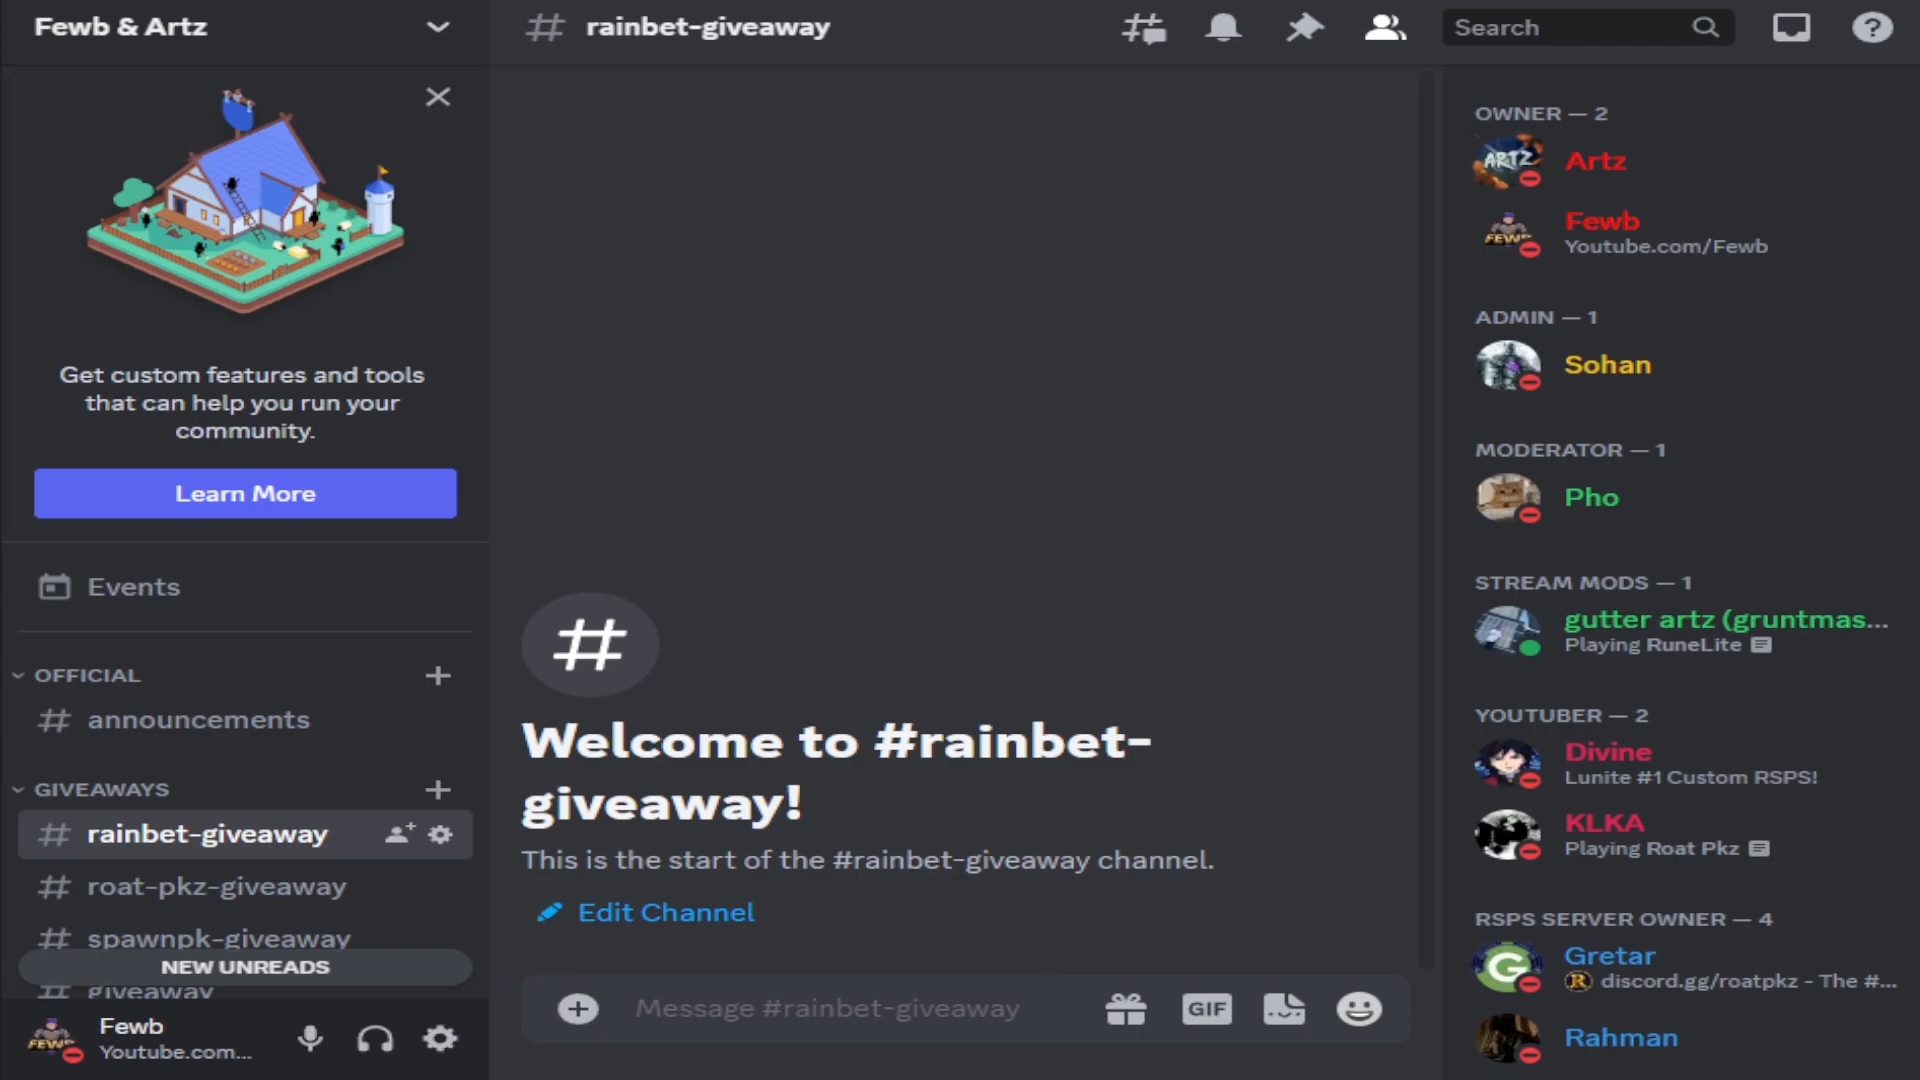 Fewb & Artz
Get custom features and tools
that can help you run your
community.
Learn More
Events
OFFICIAL
announcements
GIVEAWAYS
rainbet-giveaway
roat-pkz-giveaway
spawnpk-giveaway
NEW UNREADS
giveaway
FEWB
Fewb
Youtube.com...
# rainbet-giveaway
Search
Welcome to #rainbet-
giveaway!
This is the start of the #rainbet-giveaway channel.
Edit Channel
Message #rainbet-giveaway
GIF
OWNER — 2
ARTZ
Artz
FEWB
Fewb
Youtube.com/Fewb
ADMIN — 1
Sohan
MODERATOR — 1
Pho
STREAM MODS — 1
gutter artz (gruntmas...
Playing RuneLite
YOUTUBER — 2
Divine
Lunite #1 Custom RSPS!
KLKA
Playing Roat Pkz
RSPS SERVER OWNER — 4
G
Gretar
R discord.gg/roatpkz - The #...
Rahman